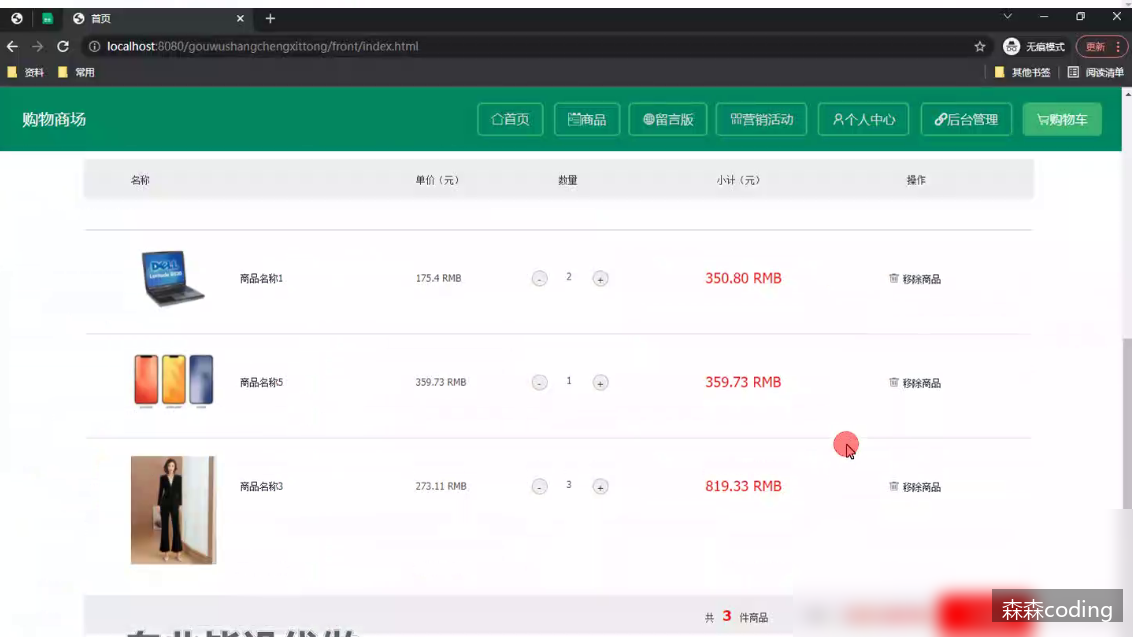 首页
localhost:8080/gouwushangchengxittong/front/index.html
无痕模式
更新
资料
常用
其他书签
阅读清单
购物商场
首页
商品
留言版
营销活动
个人中心
后台管理
购物车
名称
单价（元）
数量
小计（元）
操作
DELL
商品名称1
175.4 RMB
- 2 +
350.80 RMB
移除商品
商品名称5
359.73 RMB
- 1 +
359.73 RMB
移除商品
商品名称3
273.11 RMB
- 3 +
819.33 RMB
移除商品
共 3 件商品
森森coding